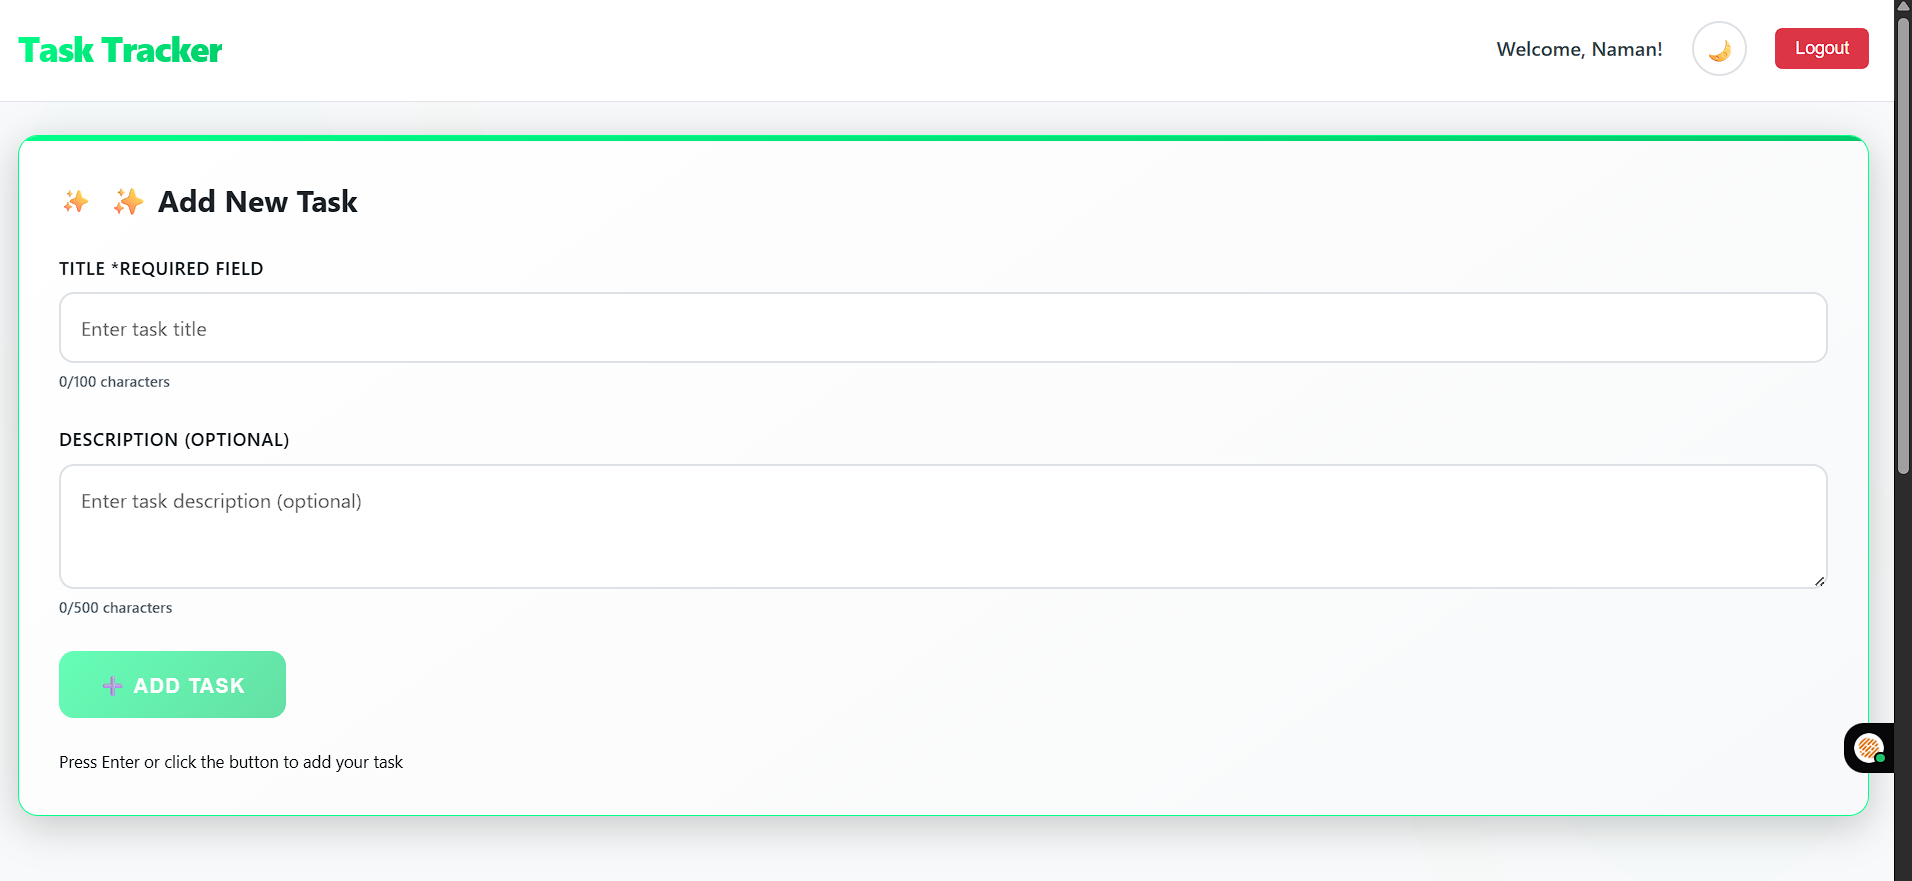 Task Tracker
Welcome, Naman!
Logout
Add New Task
TITLE *REQUIRED FIELD
Enter task title
0/100 characters
DESCRIPTION (OPTIONAL)
Enter task description (optional)
0/500 characters
ADD TASK
Press Enter or click the button to add your task